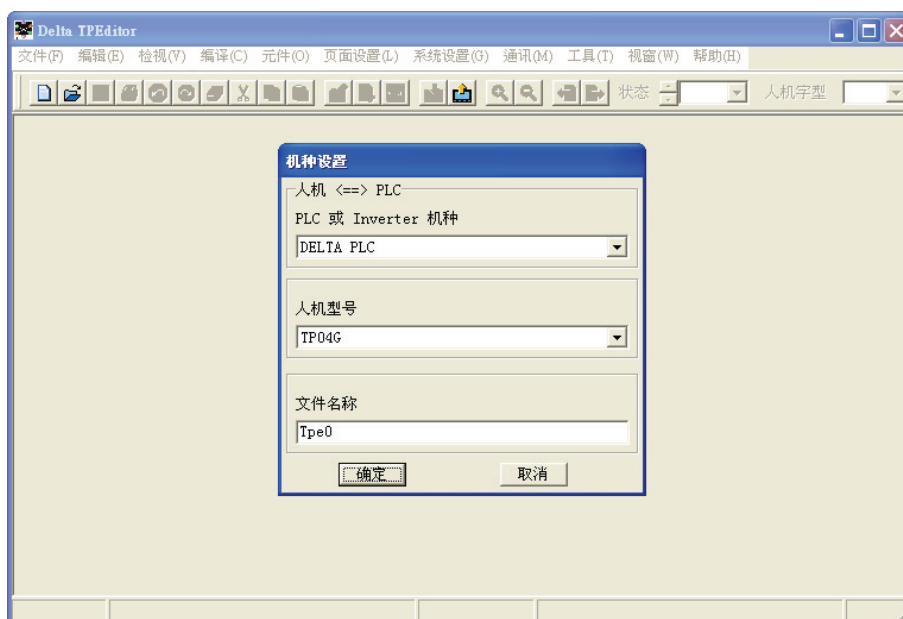 Delta TPEditor
文件(F) 编辑(E) 检视(V) 编译(C) 元件(O) 页面设置(L) 系统设置(G) 通讯(M) 工具(T) 视窗(W) 帮助(H)
状态 人机字型
机种设置
人机 <==> PLC
PLC 或 Inverter 机种
DELTA PLC
人机型号
TP04G
文件名称
Tpe0
确定 取消